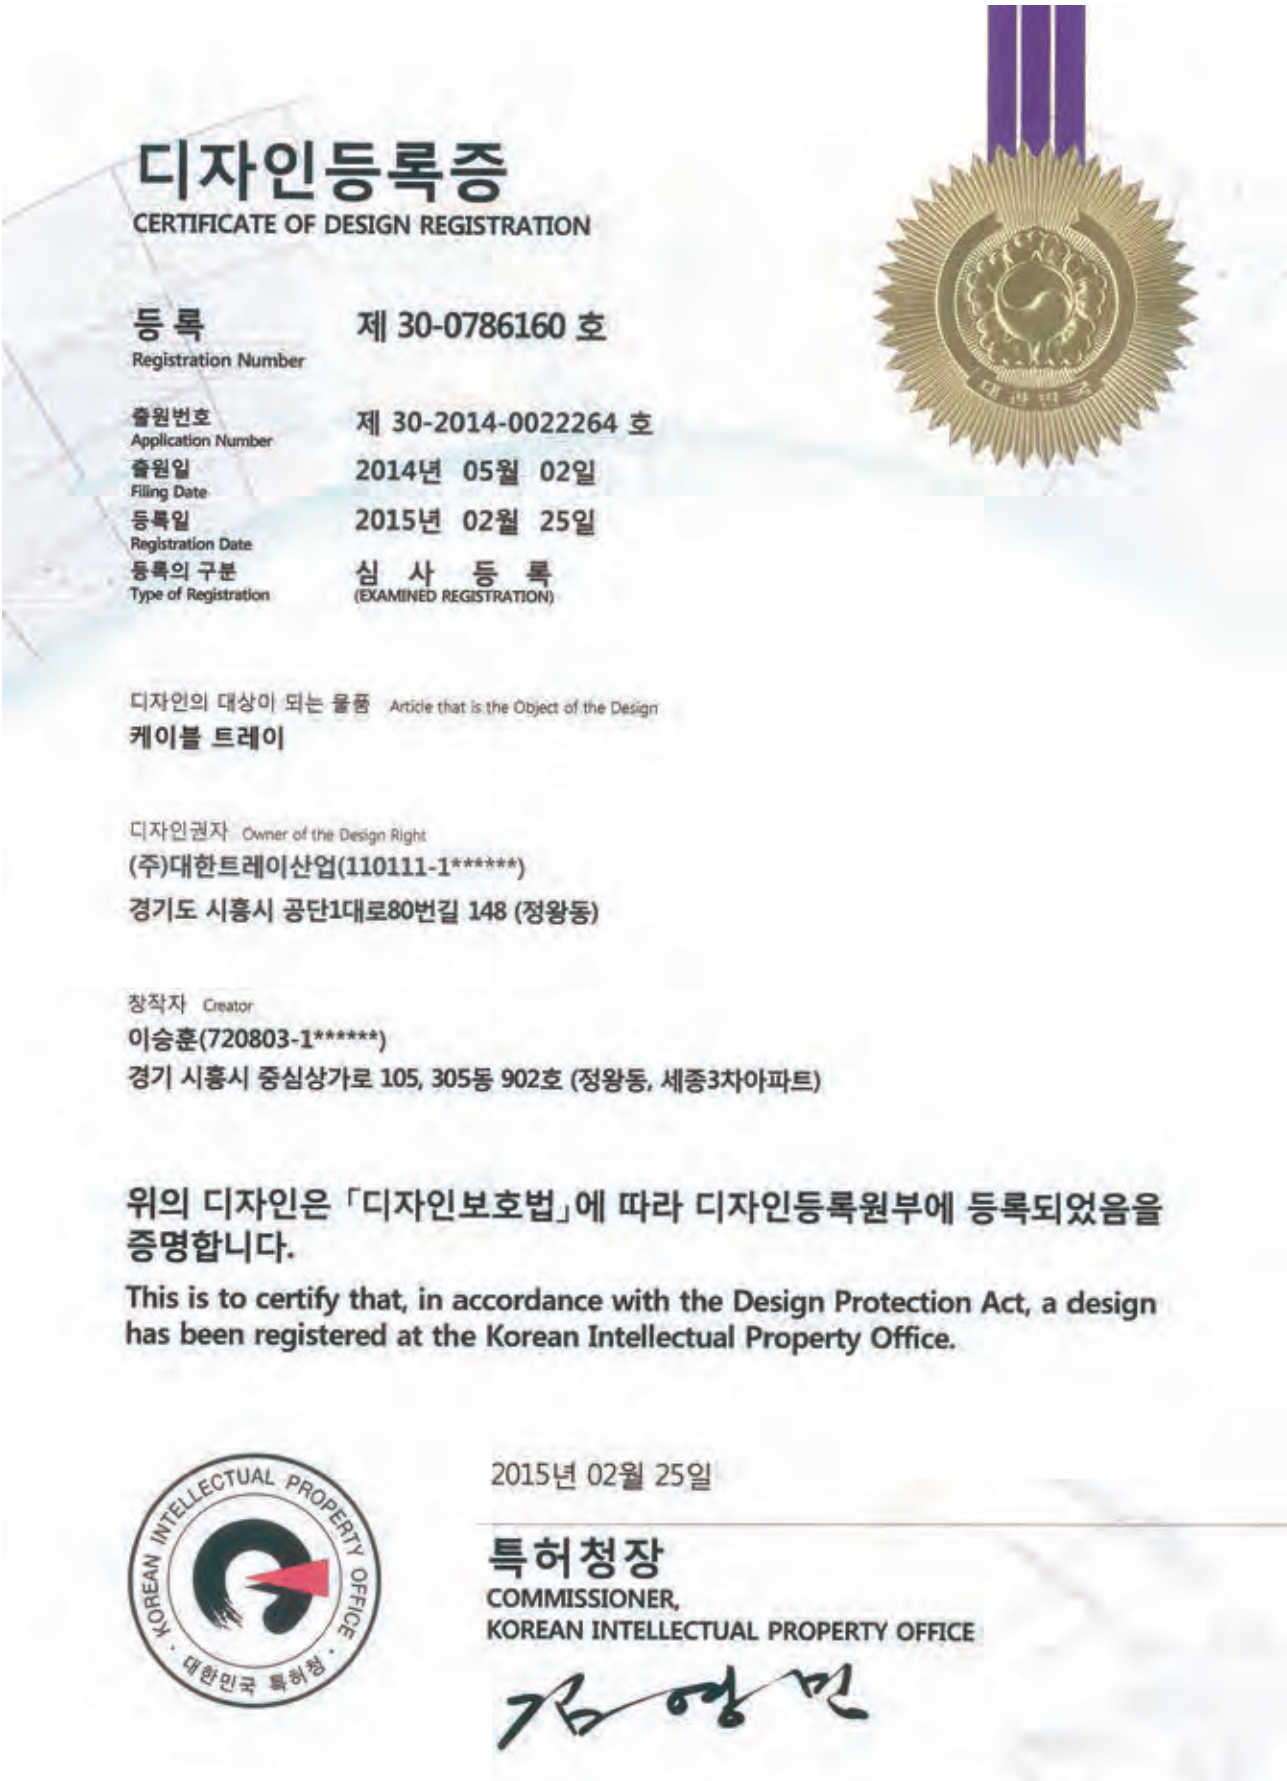 디자인등록증
CERTIFICATE OF DESIGN REGISTRATION
등 록 제 30-0786160 호
Registration Number
출원번호 제 30-2014-0022264 호
Application Number
출원일 2014년 05월 02일
Filing Date
등록일 2015년 02월 25일
Registration Date
등록의 구분 심 사 등 록
Type of Registration (EXAMINED REGISTRATION)
디자인의 대상이 되는 물품 Article that is the Object of the Design
케이블 트레이
디자인권자 Owner of the Design Right
(주)대한트레이산업(110111-1******)
경기도 시흥시 공단1대로80번길 148 (정왕동)
창작자 Creator
이승훈(720803-1******)
경기 시흥시 중심상가로 105, 305동 902호 (정왕동, 세종3차아파트)
위의 디자인은 「디자인보호법」에 따라 디자인등록원부에 등록되었음을
증명합니다.
This is to certify that, in accordance with the Design Protection Act, a design
has been registered at the Korean Intellectual Property Office.
2015년 02월 25일
특허청장
COMMISSIONER,
KOREAN INTELLECTUAL PROPERTY OFFICE
김영민
KOREAN INTELLECTUAL PROPERTY OFFICE
대한민국 특허청
대한민국